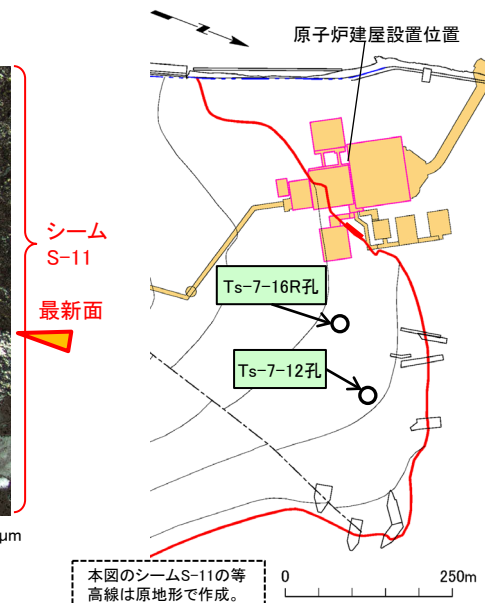 原子炉建屋設置位置
シーム
S-11
最新面
Ts-7-16R孔
Ts-7-12孔
μm
本図のシームS-11の等
高線は原地形で作成。
0 250m